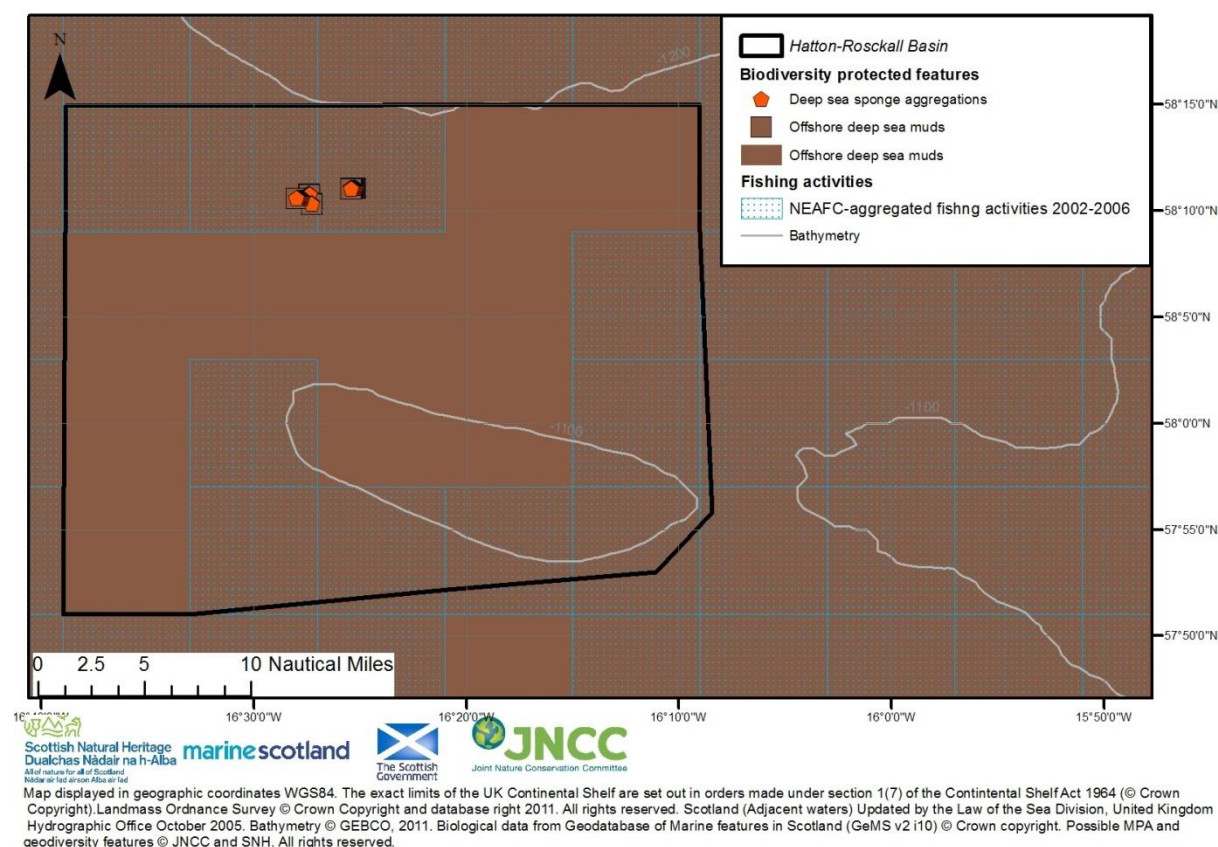 N
Hatton-Rosckall Basin
Biodiversity protected features
Deep sea sponge aggregations
Offshore deep sea muds
Offshore deep sea muds
Fishing activities
NEAFC-aggregated fishng activities 2002-2006
Bathymetry
-1200
58°15'0"N
58°10'0"N
58°5'0"N
-1100
-1100
58°0'0"N
57°55'0"N
57°50'0"N
0 2.5 5 10 Nautical Miles
16°30'0"W 16°20'0"W 16°10'0"W 16°0'0"W 15°50'0"W
Scottish Natural Heritage
Dualchas Nàdair na h-Alba
All of nature for all of Scotland
Nàdar air fad airson Alba air fad
marinescotland
The Scottish
Government
JNCC
Joint Nature Conservation Committee
Map displayed in geographic coordinates WGS84. The exact limits of the UK Continental Shelf are set out in orders made under section 1(7) of the Contintental Shelf Act 1964 (© Crown
Copyright).Landmass Ordnance Survey © Crown Copyright and database right 2011. All rights reserved. Scotland (Adjacent waters) Updated by the Law of the Sea Division, United Kingdom
Hydrographic Office October 2005. Bathymetry © GEBCO, 2011. Biological data from Geodatabase of Marine features in Scotland (GeMS v2 i10) © Crown copyright. Possible MPA and
geodiversity features © JNCC and SNH. All rights reserved.